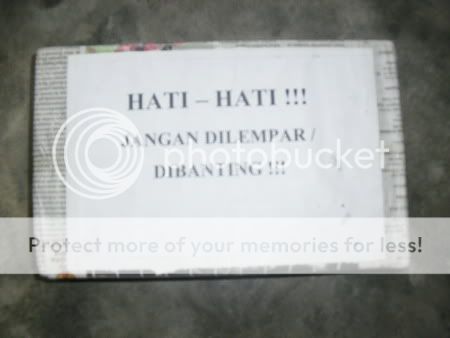 HATI – HATI !!!
JANGAN DILEMPAR /
photobucket
DIBANTING !!!
Protect more of your memories for less!